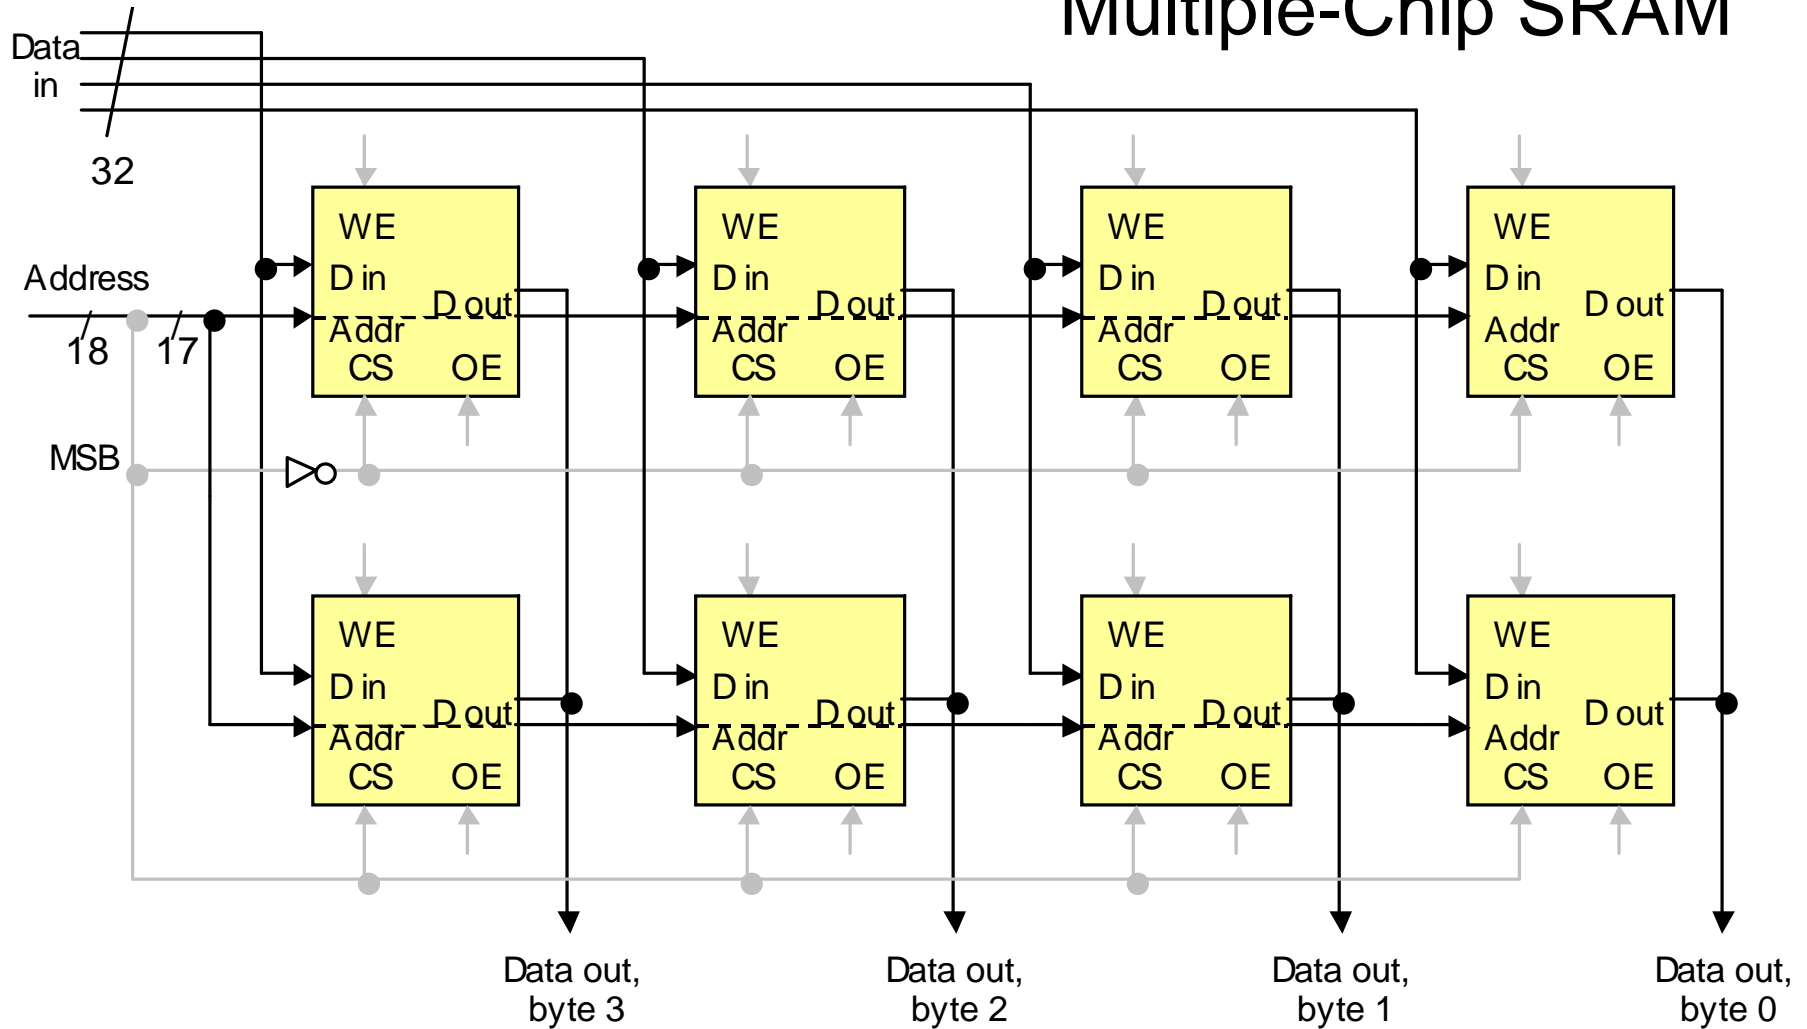 Multiple-Chip SRAM
Data
in
32
WE
D in
D out
Addr
CS OE
WE
D in
D out
Addr
CS OE
WE
D in
D out
Addr
CS OE
WE
D in
D out
Addr
CS OE
Address
18 17
MSB
WE
D in
D out
Addr
CS OE
WE
D in
D out
Addr
CS OE
WE
D in
D out
Addr
CS OE
WE
D in
D out
Addr
CS OE
Data out,
byte 3
Data out,
byte 2
Data out,
byte 1
Data out,
byte 0